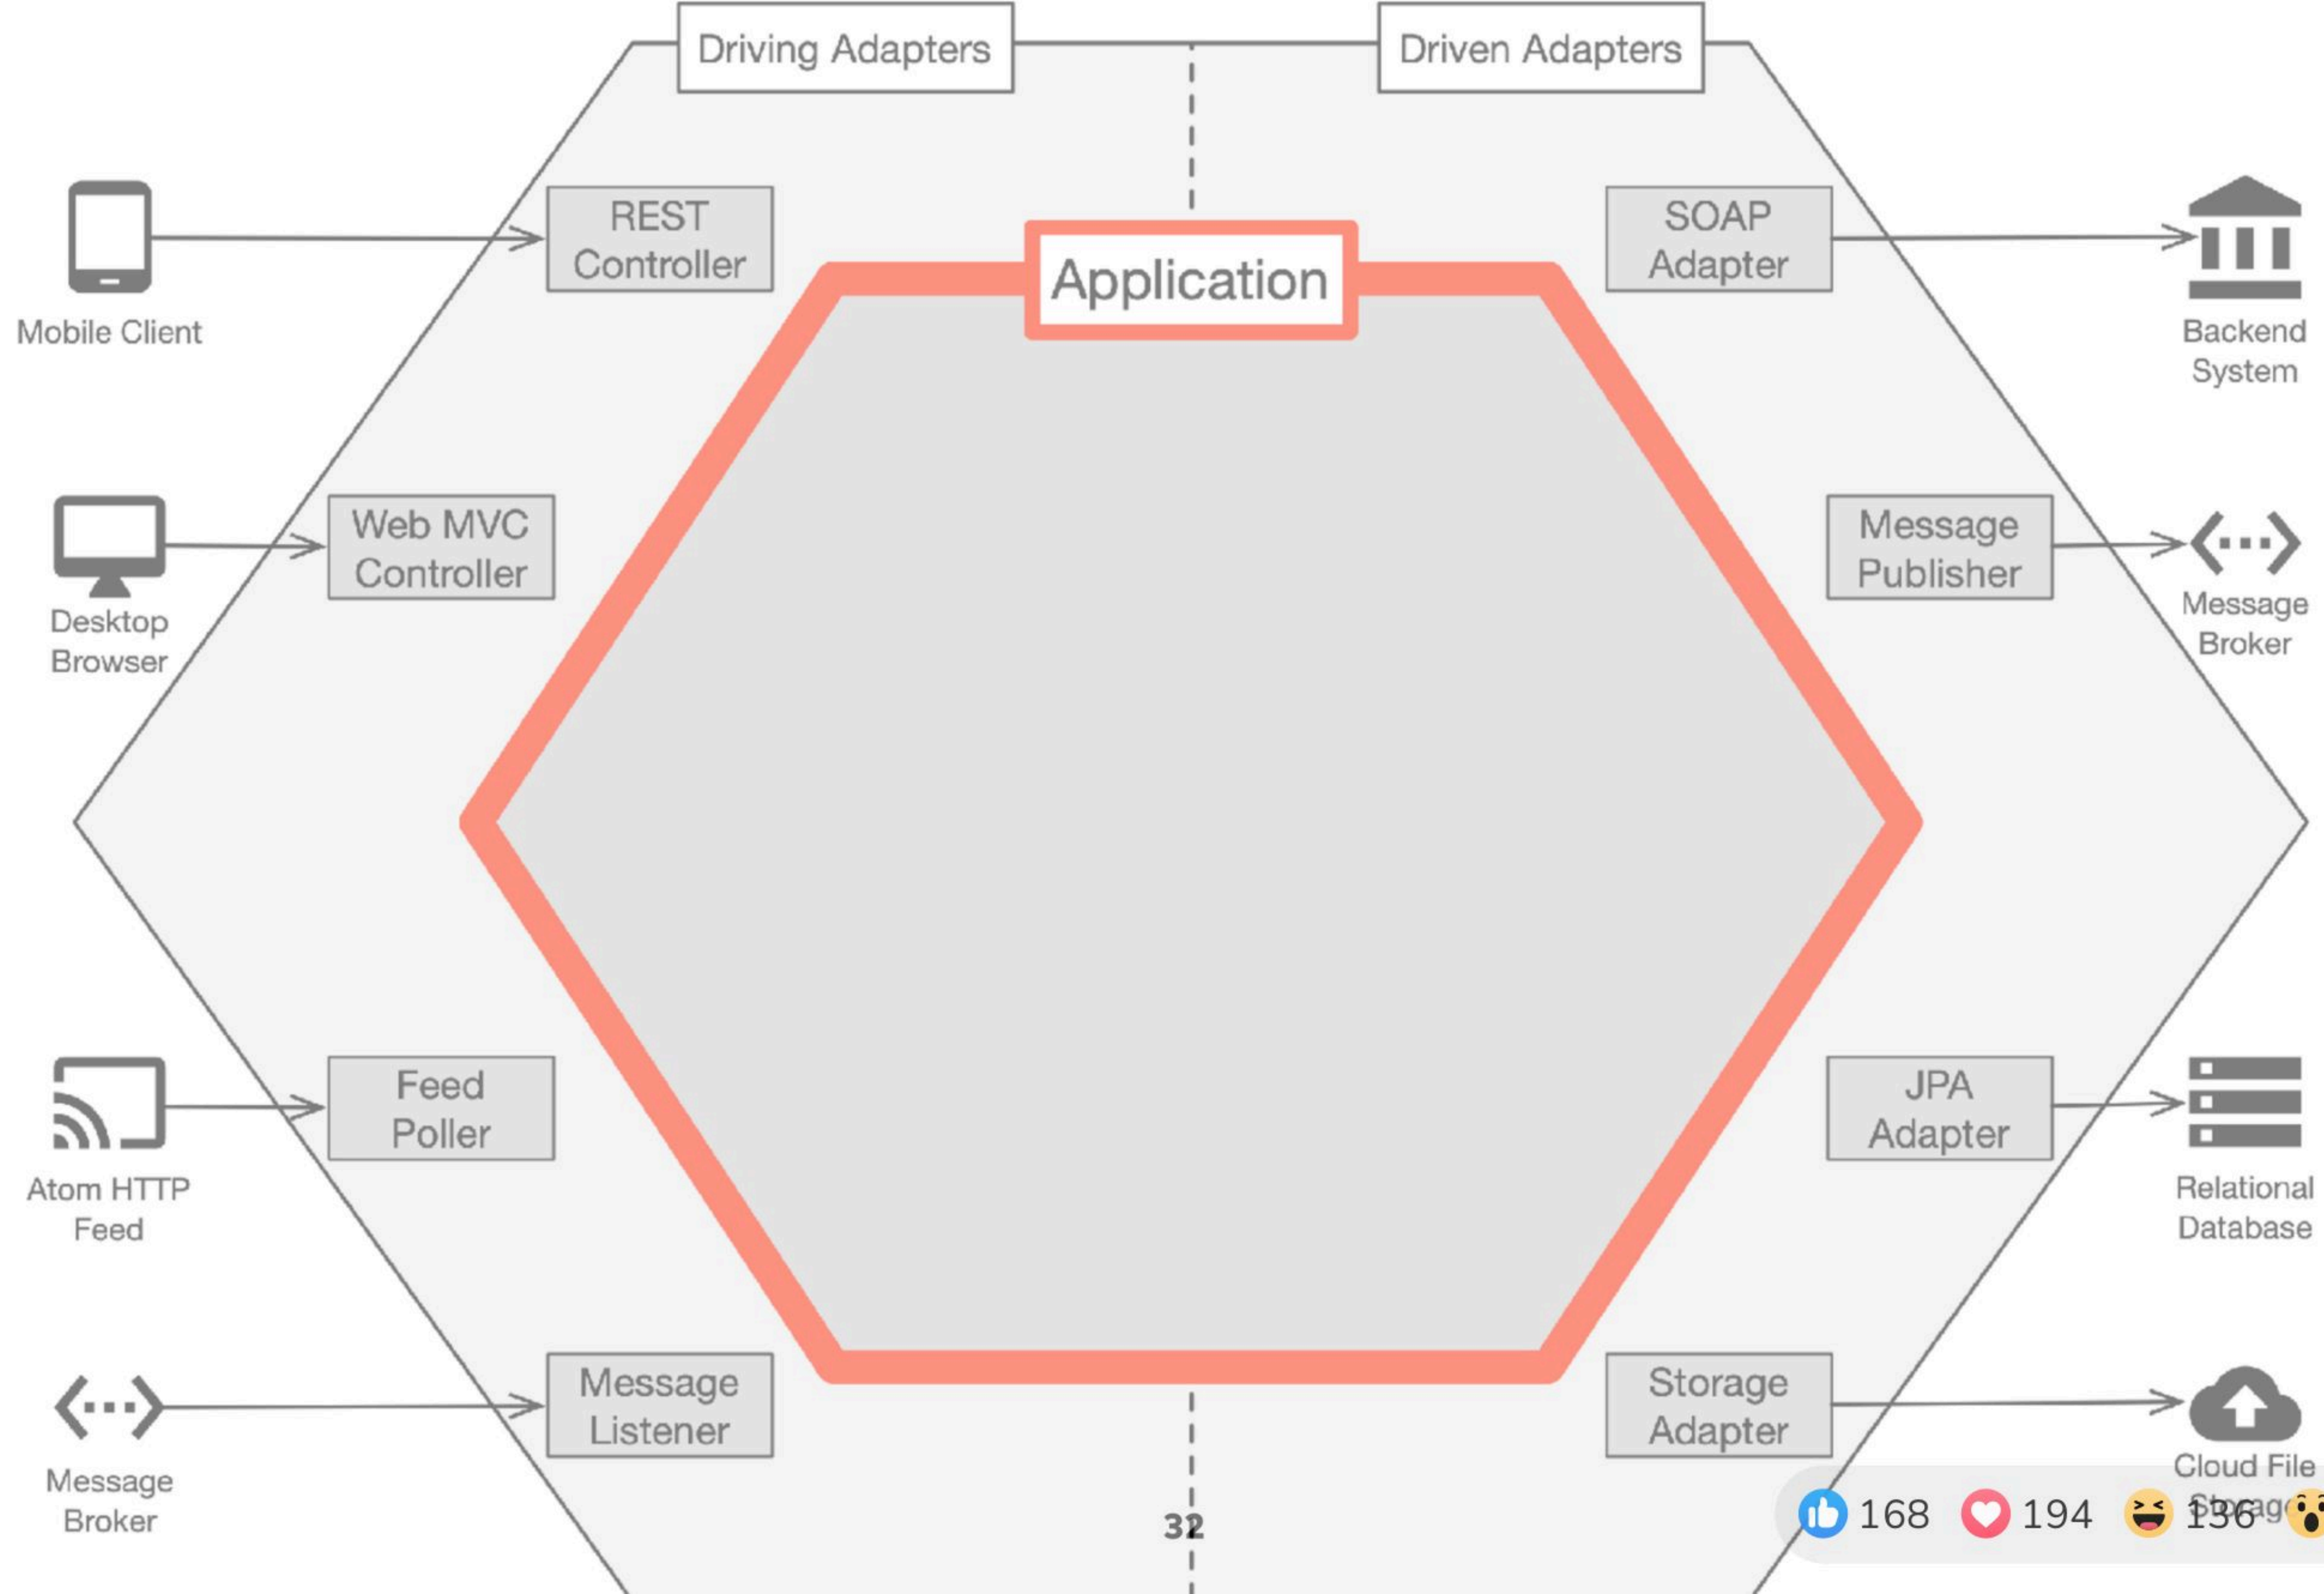 Driving Adapters
Driven Adapters
REST
Controller
SOAP
Adapter
Application
Mobile Client
Backend
System
Web MVC
Controller
Message
Publisher
Desktop
Browser
Message
Broker
Feed
Poller
JPA
Adapter
Atom HTTP
Feed
Relational
Database
Message
Listener
Storage
Adapter
Message
Broker
Cloud File
Storage
32
168
194
136